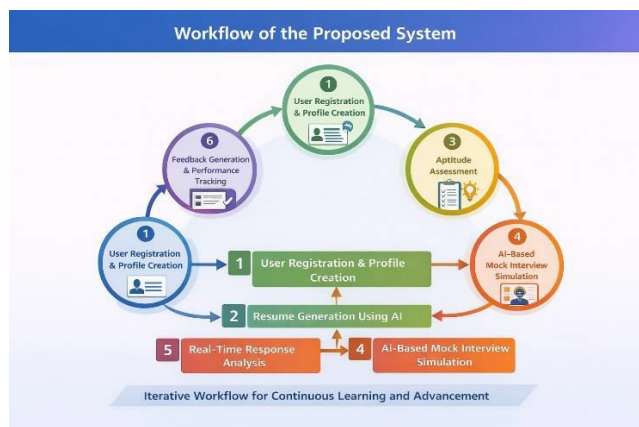 Workflow of the Proposed System
1
User Registration
& Profile Creation
6
Feedback Generation
& Performance
Tracking
3
Aptitude
Assessment
1
User Registration
& Profile Creation
4
AI-Based
Mock Interview
Simulation
1 User Registration & Profile
Creation
2 Resume Generation Using AI
5 Real-Time Response
Analysis
4 Ai-Based Mock Interview
Simulation
Iterative Workflow for Continuous Learning and Advancement